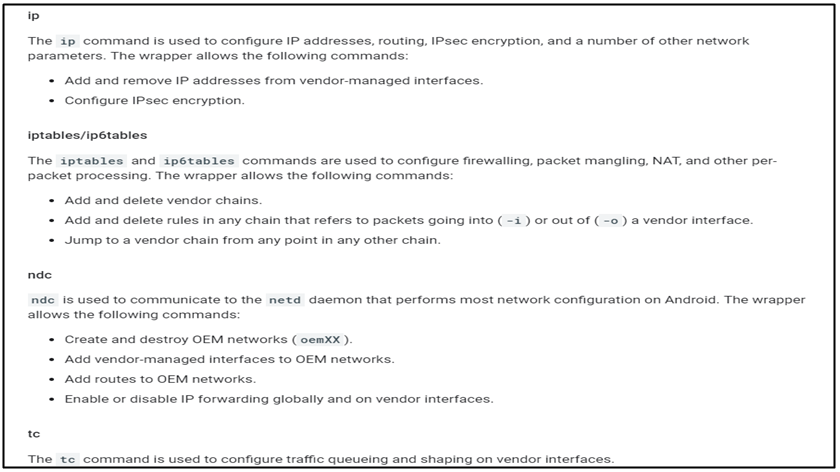 ip
The ip command is used to configure IP addresses, routing, IPsec encryption, and a number of other network
parameters. The wrapper allows the following commands:
• Add and remove IP addresses from vendor-managed interfaces.
• Configure IPsec encryption.
iptables/ip6tables
The iptables and ip6tables commands are used to configure firewalling, packet mangling, NAT, and other per-
packet processing. The wrapper allows the following commands:
• Add and delete vendor chains.
• Add and delete rules in any chain that refers to packets going into ( -i ) or out of ( -o ) a vendor interface.
• Jump to a vendor chain from any point in any other chain.
ndc
ndc is used to communicate to the netd daemon that performs most network configuration on Android. The wrapper
allows the following commands:
• Create and destroy OEM networks ( oemXX ).
• Add vendor-managed interfaces to OEM networks.
• Add routes to OEM networks.
• Enable or disable IP forwarding globally and on vendor interfaces.
tc
The tc command is used to configure traffic queueing and shaping on vendor interfaces.